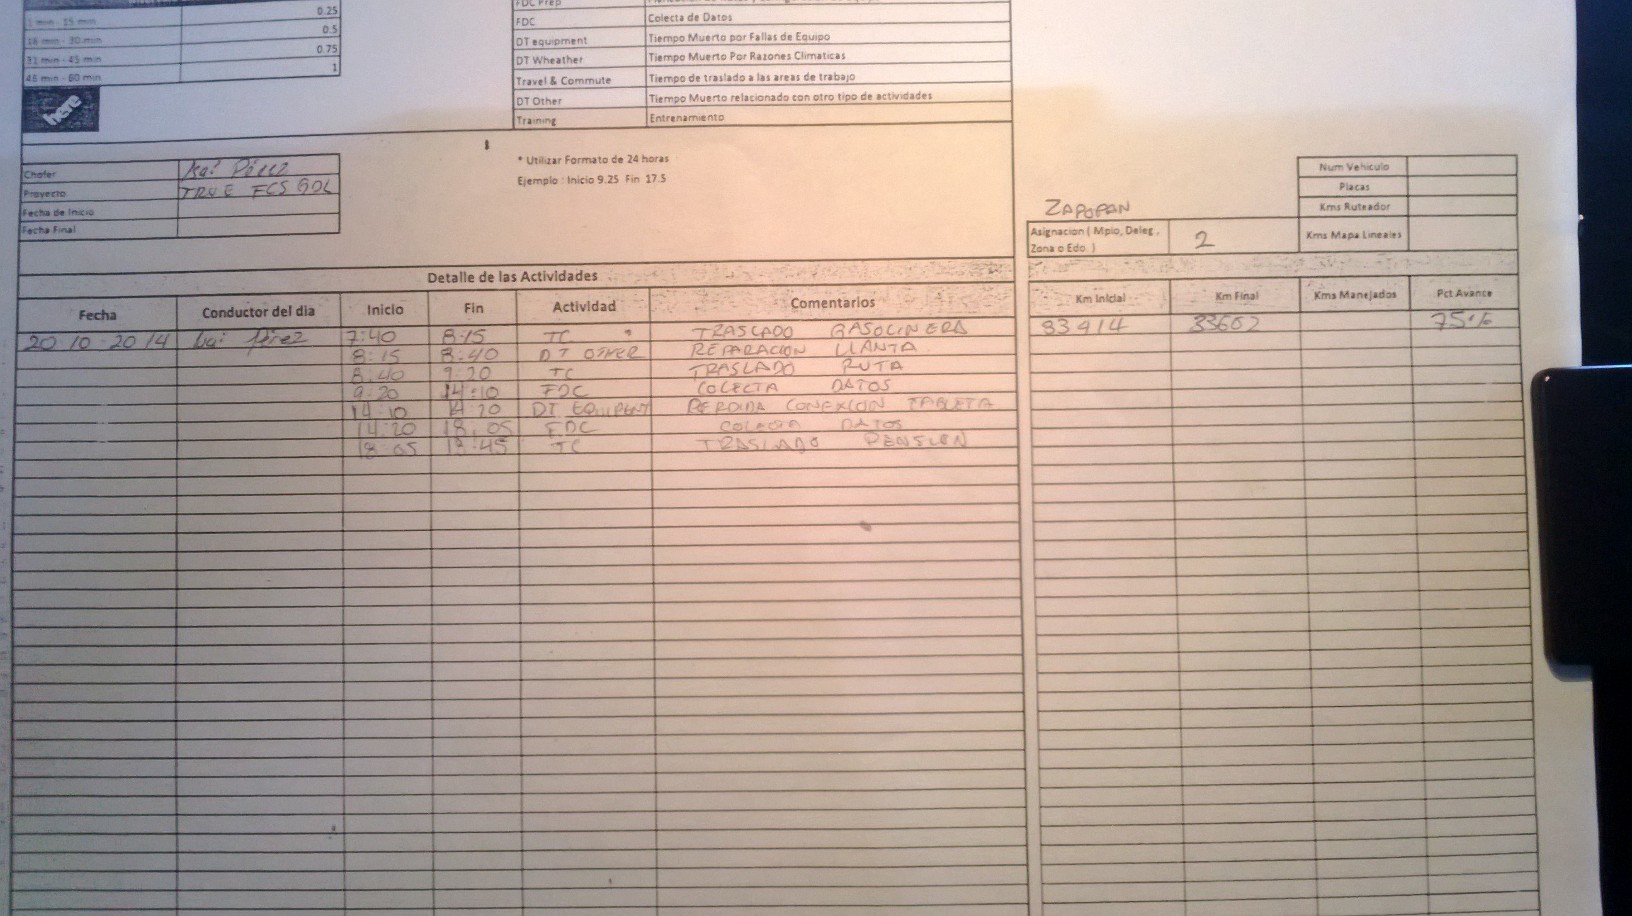 0.25
1 min - 15 min 0.5
16 min - 30 min 0.75
31 min - 45 min 1
45 min - 60 min
here
FDC Prep
FDC Colecta de Datos
DT equipment Tiempo Muerto por Fallas de Equipo
DT Wheather Tiempo Muerto Por Razones Climaticas
Travel & Commute Tiempo de traslado a las areas de trabajo
DT Other Tiempo Muerto relacionado con otro tipo de actividades
Training Entrenamiento
* Utilizar Formato de 24 horas
Ejemplo : Inicio 9.25 Fin 17.5
Chofer Pérez
Proyecto TRUE FCS GDL
Fecha de Inicio
Fecha Final
Num Vehiculo
Placas
Kms Ruteador
Kms Mapa Lineales
ZAPOPAN
Asignacion ( Mpio, Deleg, 2
Zona o Edo. )
Detalle de las Actividades
Fecha Conductor del dia Inicio Fin Actividad Comentarios Km Inicial Km Final Kms Manejados Pct Avance
20 10 2014 Pérez 7:40 8:15 TC TRASLADO GASOLINERA 75%
8:15 8:40 DT OTHER REPARACION LLANTA
8:40 9:20 TC TRASLADO RUTA
9:20 14:10 FDC COLECTA DATOS
14:10 14:20 DT PERDIDA CONEXION TABLETA
14:20 18:05 FDC COLECTA DATOS
18:05 18:45 TC TRASLADO PENSION